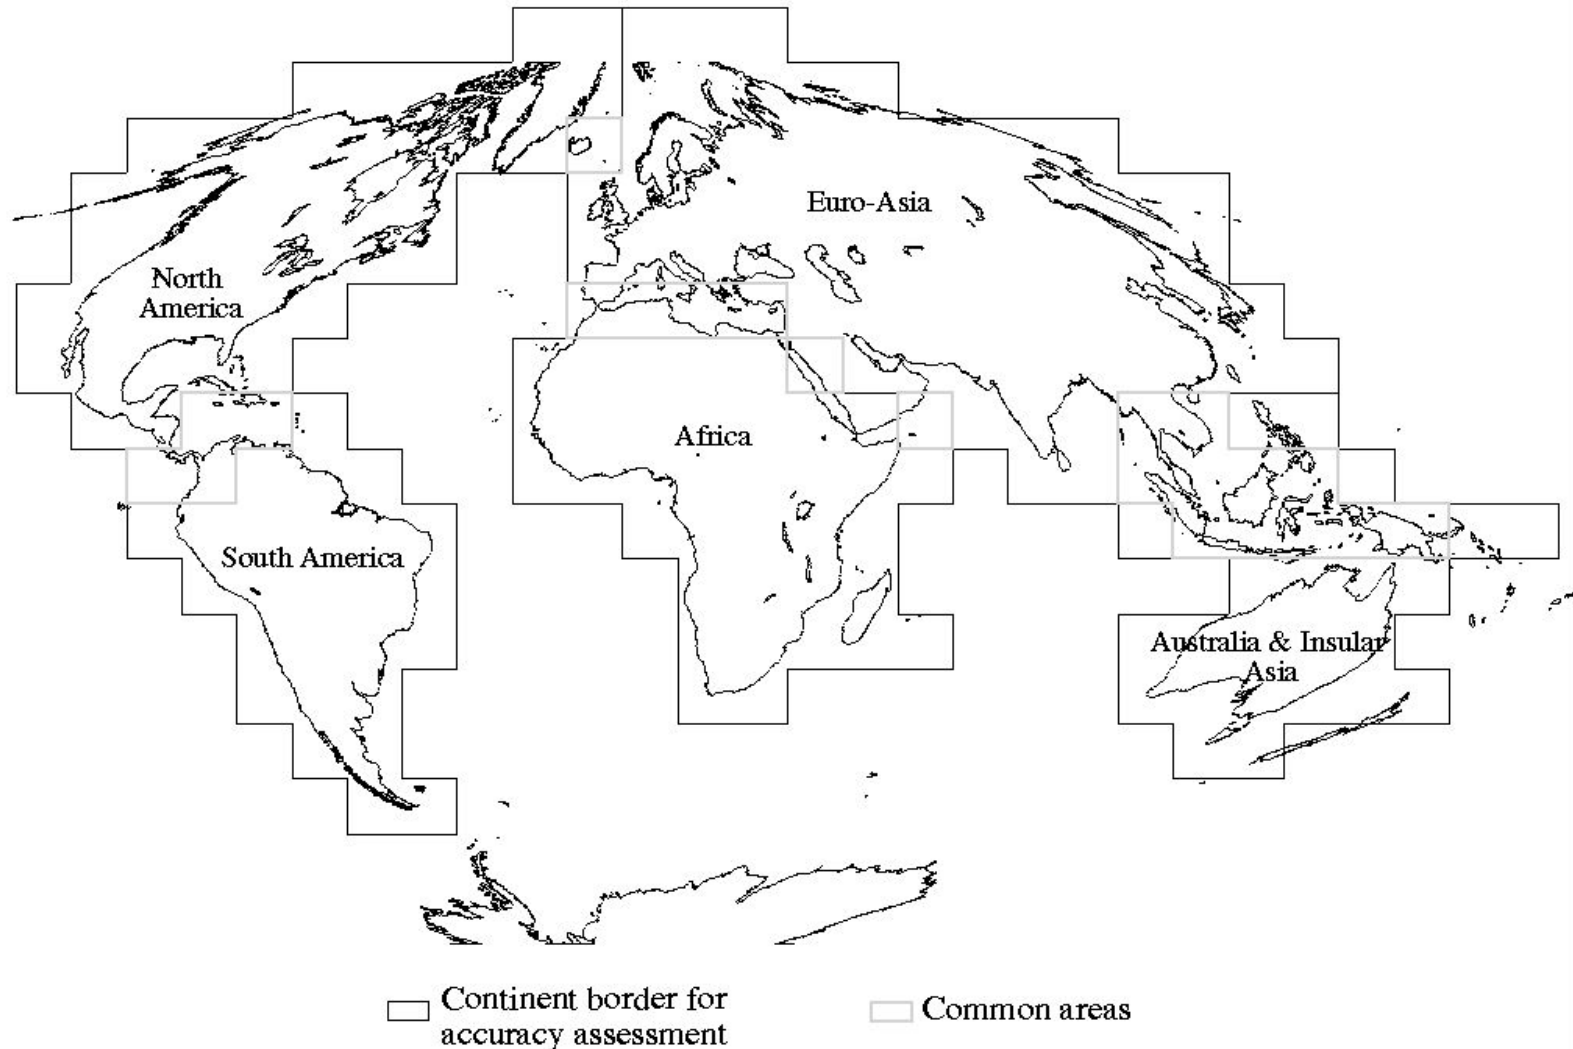 Euro-Asia
North
America
Africa
South America
Australia & Insular
Asia
Continent border for
accuracy assessment
Common areas